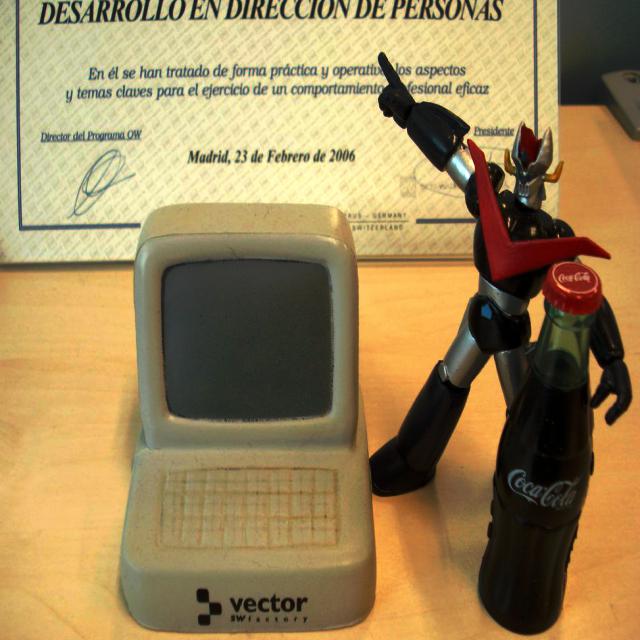 DESARROLLO EN DIRECCION DE PERSONAS
En él se han tratado de forma práctica y operativa los aspectos
y temas claves para el ejercicio de un comportamiento profesional eficaz
Director del Programa OW
Presidente
Madrid, 23 de Febrero de 2006
GERMANY
SWITZERLAND
Coca-Cola
Coca-Cola
vector
SW factory